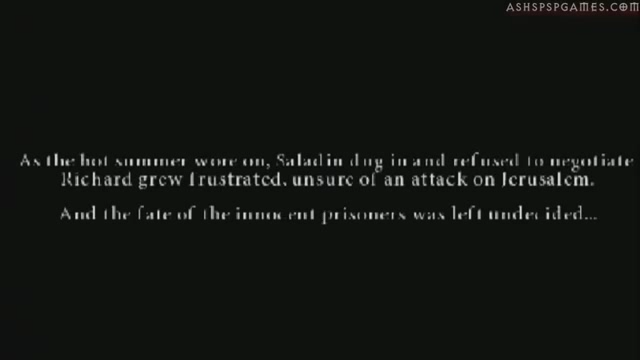 ASHSPSPGAMES.COM
As the hot summer wore on, Saladin dug in and refused to negotiate
Richard grew frustrated, unsure of an attack on Jerusalem.
And the fate of the innocent prisoners was left undecided...